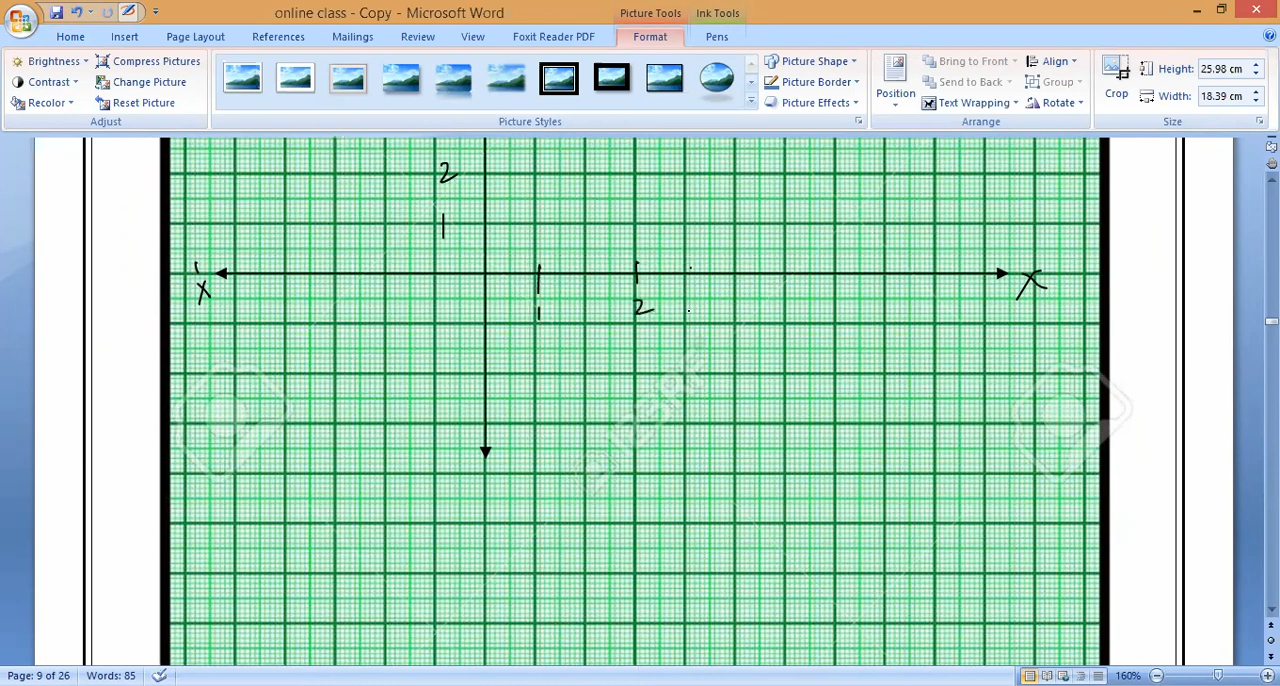 online class - Copy - Microsoft Word
Picture Tools
Ink Tools
Home
Insert
Page Layout
References
Mailings
Review
View
Foxit Reader PDF
Format
Pens
Brightness
Contrast
Recolor
Compress Pictures
Change Picture
Reset Picture
Adjust
Picture Styles
Picture Shape
Picture Border
Picture Effects
Position
Bring to Front
Send to Back
Text Wrapping
Align
Group
Rotate
Arrange
Crop
Height: 25.98 cm
Width: 18.39 cm
Size
2
1
X'
X
1
2
123RF
Page: 9 of 26
Words: 85
160%